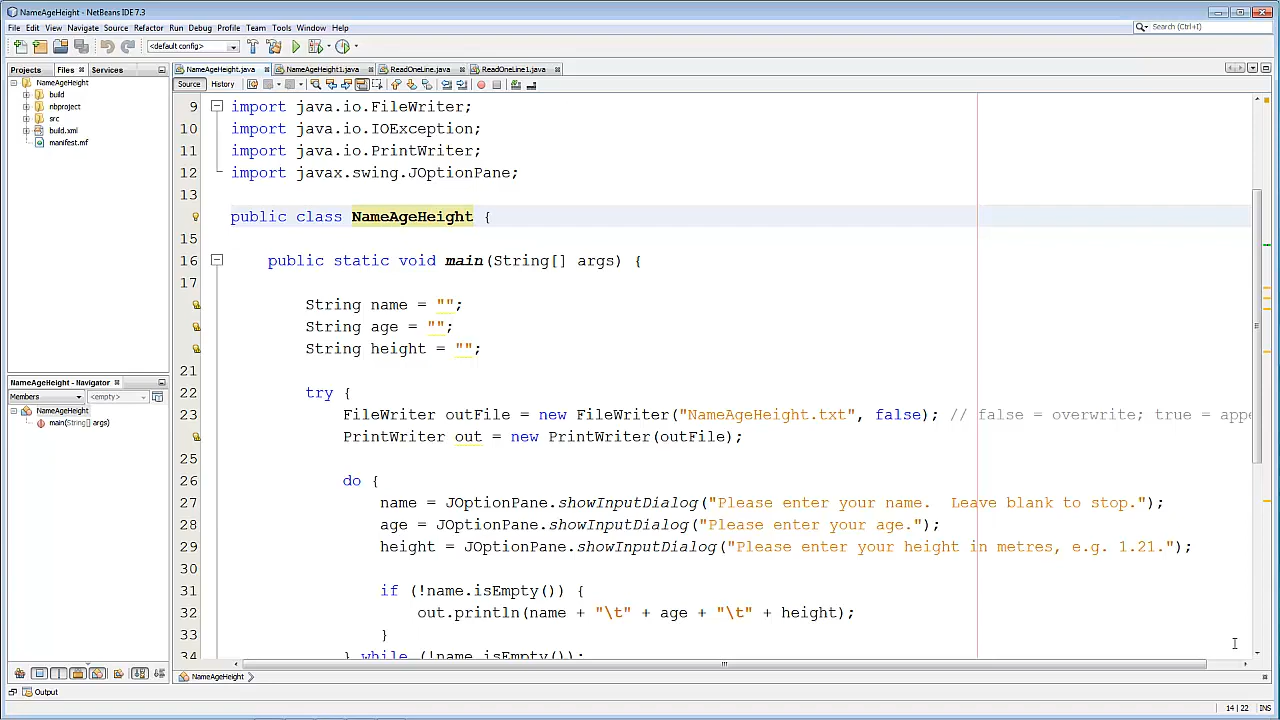 NameAgeHeight - NetBeans IDE 7.3
File Edit View Navigate Source Refactor Run Debug Profile Team Tools Window Help
Search (Ctrl+I)
<default config>
Projects Files Services
NameAgeHeight
build
nbproject
src
build.xml
manifest.mf
NameAgeHeight - Navigator
Members <empty>
NameAgeHeight
main(String[] args)
Output
NameAgeHeight.java NameAgeHeight1.java ReadOneLine.java ReadOneLine1.java
Source History
9 import java.io.FileWriter;
10 import java.io.IOException;
11 import java.io.PrintWriter;
12 import javax.swing.JOptionPane;
13
public class NameAgeHeight {
15
16 public static void main(String[] args) {
17
String name = "";
String age = "";
String height = "";
21
22 try {
23 FileWriter outFile = new FileWriter("NameAgeHeight.txt", false); // false = overwrite; true = appe
PrintWriter out = new PrintWriter(outFile);
25
26 do {
27 name = JOptionPane.showInputDialog("Please enter your name.  Leave blank to stop.");
28 age = JOptionPane.showInputDialog("Please enter your age.");
29 height = JOptionPane.showInputDialog("Please enter your height in metres, e.g. 1.21.");
30
31 if (!name.isEmpty()) {
32 out.println(name + "\t" + age + "\t" + height);
33 }
34 } while (!name.isEmpty());
NameAgeHeight
14 | 22 INS